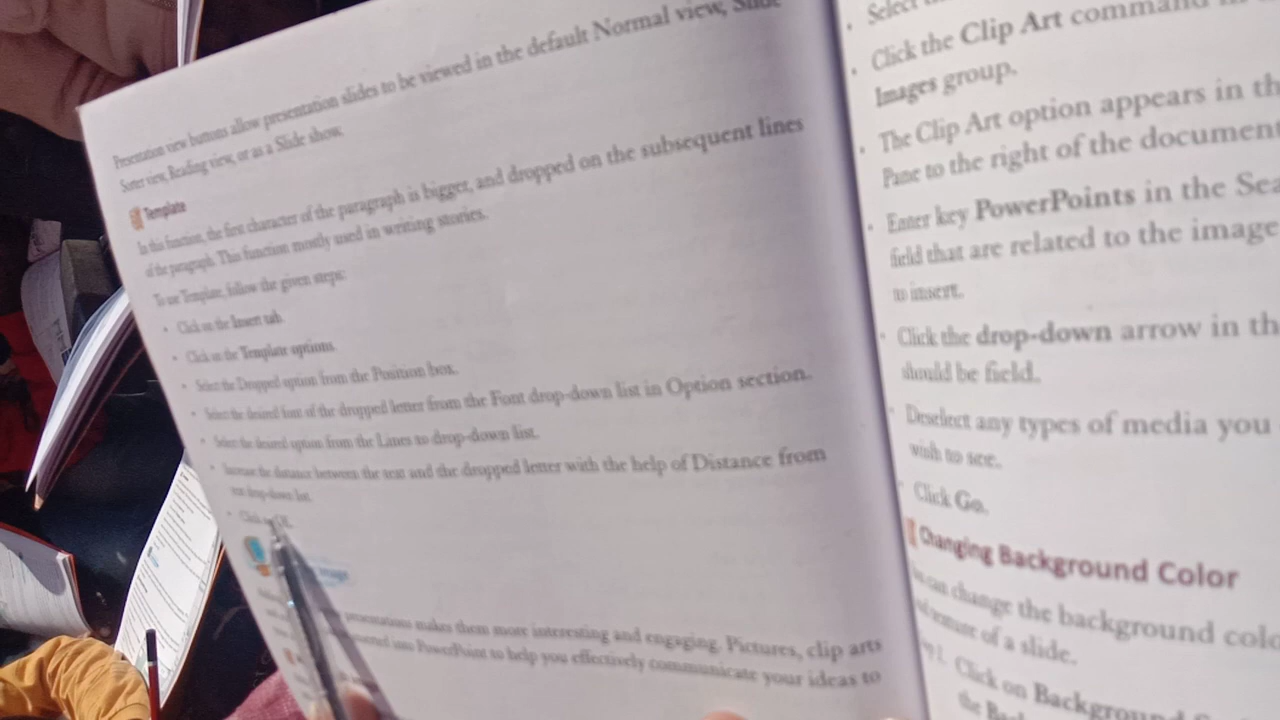 Presentation view buttons allow presentation slides to be viewed in the default Normal view, Slide
Sorter view, Reading view, or as a Slide show.
Template
In this function, the first character of the paragraph is bigger, and dropped on the subsequent lines
of the paragraph. This function mostly used in writing stories.
To use Template, follow the given steps:
• Click on the Insert tab.
• Click on the Template options.
• Select the Dropped option from the Position box.
• Select the desired font of the dropped letter from the Font drop-down list in Option section.
• Select the desired option from the Lines to drop-down list.
• Increase the distance between the text and the dropped letter with the help of Distance from
text drop-down list.
• Click on OK.
makes them more interesting and engaging. Pictures, clip arts
into PowerPoint to help you effectively communicate your ideas to
• Select
• Click the Clip Art command
Images group.
• The Clip Art option appears in
Pane to the right of the
• Enter key PowerPoints in the
field that are related to the image
to insert.
• Click the drop-down arrow in
should be field.
• Deselect any types of media you
wish to see.
• Click Go.
Changing Background Color
can change the background
of a slide.
Click on Background
the